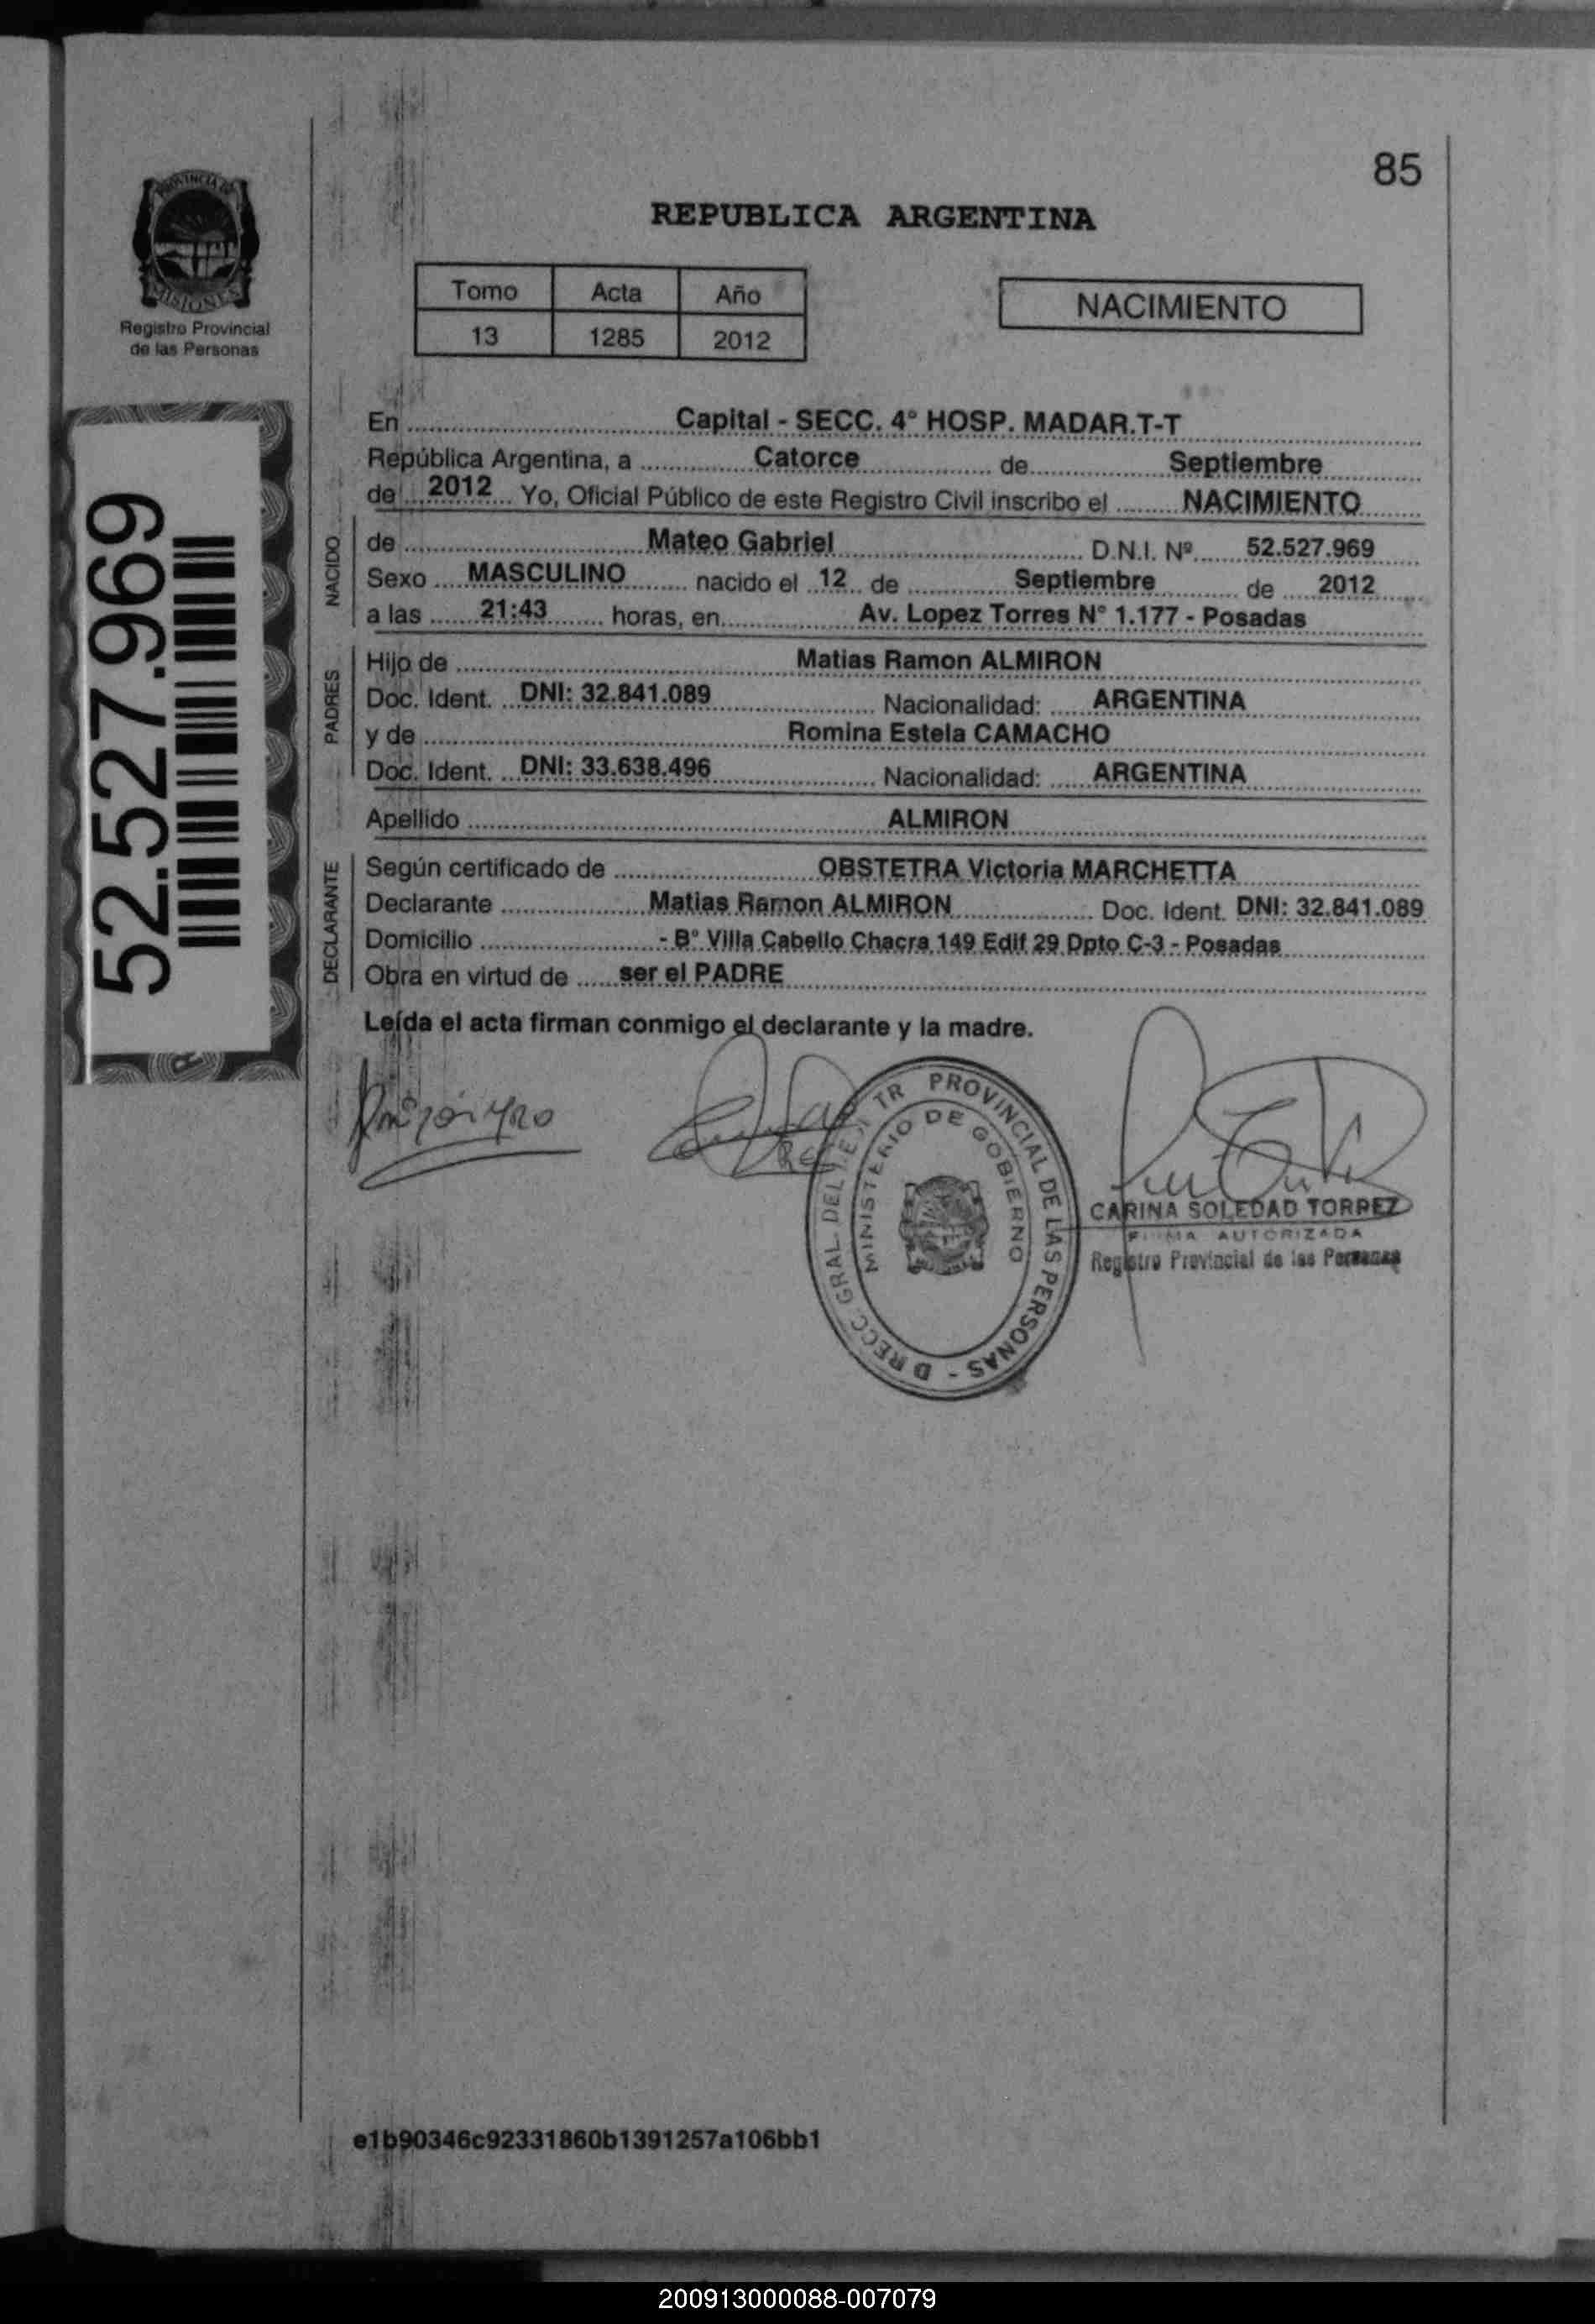 85
PROVINCIA DE
MISIONES
Registro Provincial
de las Personas
REPUBLICA ARGENTINA
Tomo Acta Año
13 1285 2012
NACIMIENTO
52.527.969
En Capital - SECC. 4° HOSP. MADAR.T-T
República Argentina, a Catorce de Septiembre
de 2012 Yo, Oficial Público de este Registro Civil inscribo el NACIMIENTO
NACIDO
de Mateo Gabriel D.N.I. Nº 52.527.969
Sexo MASCULINO nacido el 12 de Septiembre de 2012
a las 21:43 horas, en Av. Lopez Torres N° 1.177 - Posadas
PADRES
Hijo de Matias Ramon ALMIRON
Doc. Ident. DNI: 32.841.089 Nacionalidad: ARGENTINA
y de Romina Estela CAMACHO
Doc. Ident. DNI: 33.638.496 Nacionalidad: ARGENTINA
Apellido ALMIRON
DECLARANTE
Según certificado de OBSTETRA Victoria MARCHETTA
Declarante Matias Ramon ALMIRON Doc. Ident. DNI: 32.841.089
Domicilio - B° Villa Cabello Chacra 149 Edif 29 Dpto C-3 - Posadas
Obra en virtud de ser el PADRE
Leída el acta firman conmigo el declarante y la madre.
PROVINCIAL DE LAS PERSONAS -
GRAL. DEL
MINISTERIO DE GOBIERNO
CARINA SOLEDAD TORREZ
FIRMA AUTORIZADA
Registro Provincial de las Personas
e1b90346c92331860b1391257a106bb1
200913000088-007079